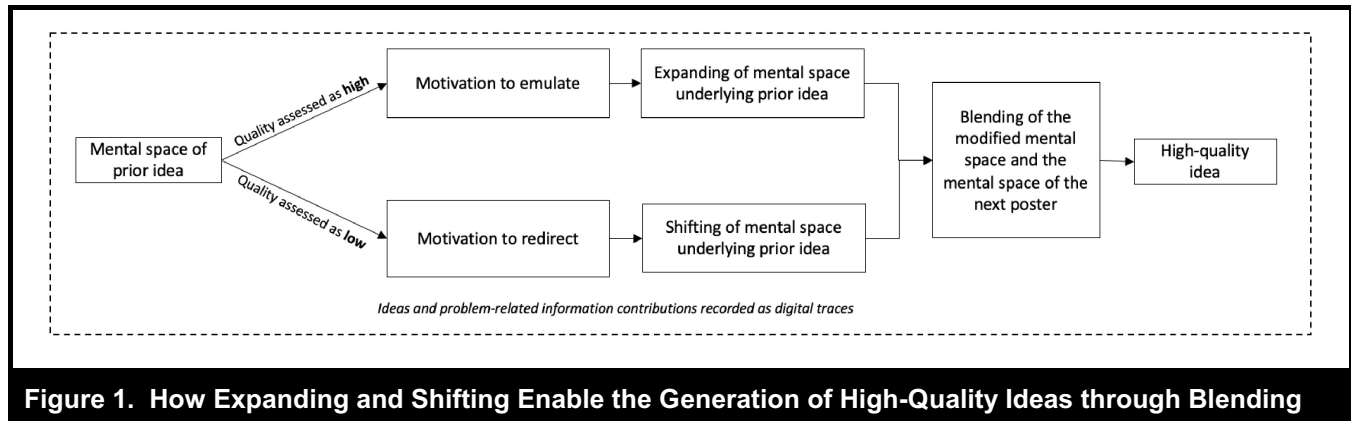 Mental space of
prior idea
Quality assessed as high
Quality assessed as low
Motivation to emulate
Expanding of mental space
underlying prior idea
Motivation to redirect
Shifting of mental space
underlying prior idea
Blending of the
modified mental
space and the
mental space of the
next poster
High-quality
idea
Ideas and problem-related information contributions recorded as digital traces
Figure 1. How Expanding and Shifting Enable the Generation of High-Quality Ideas through Blending